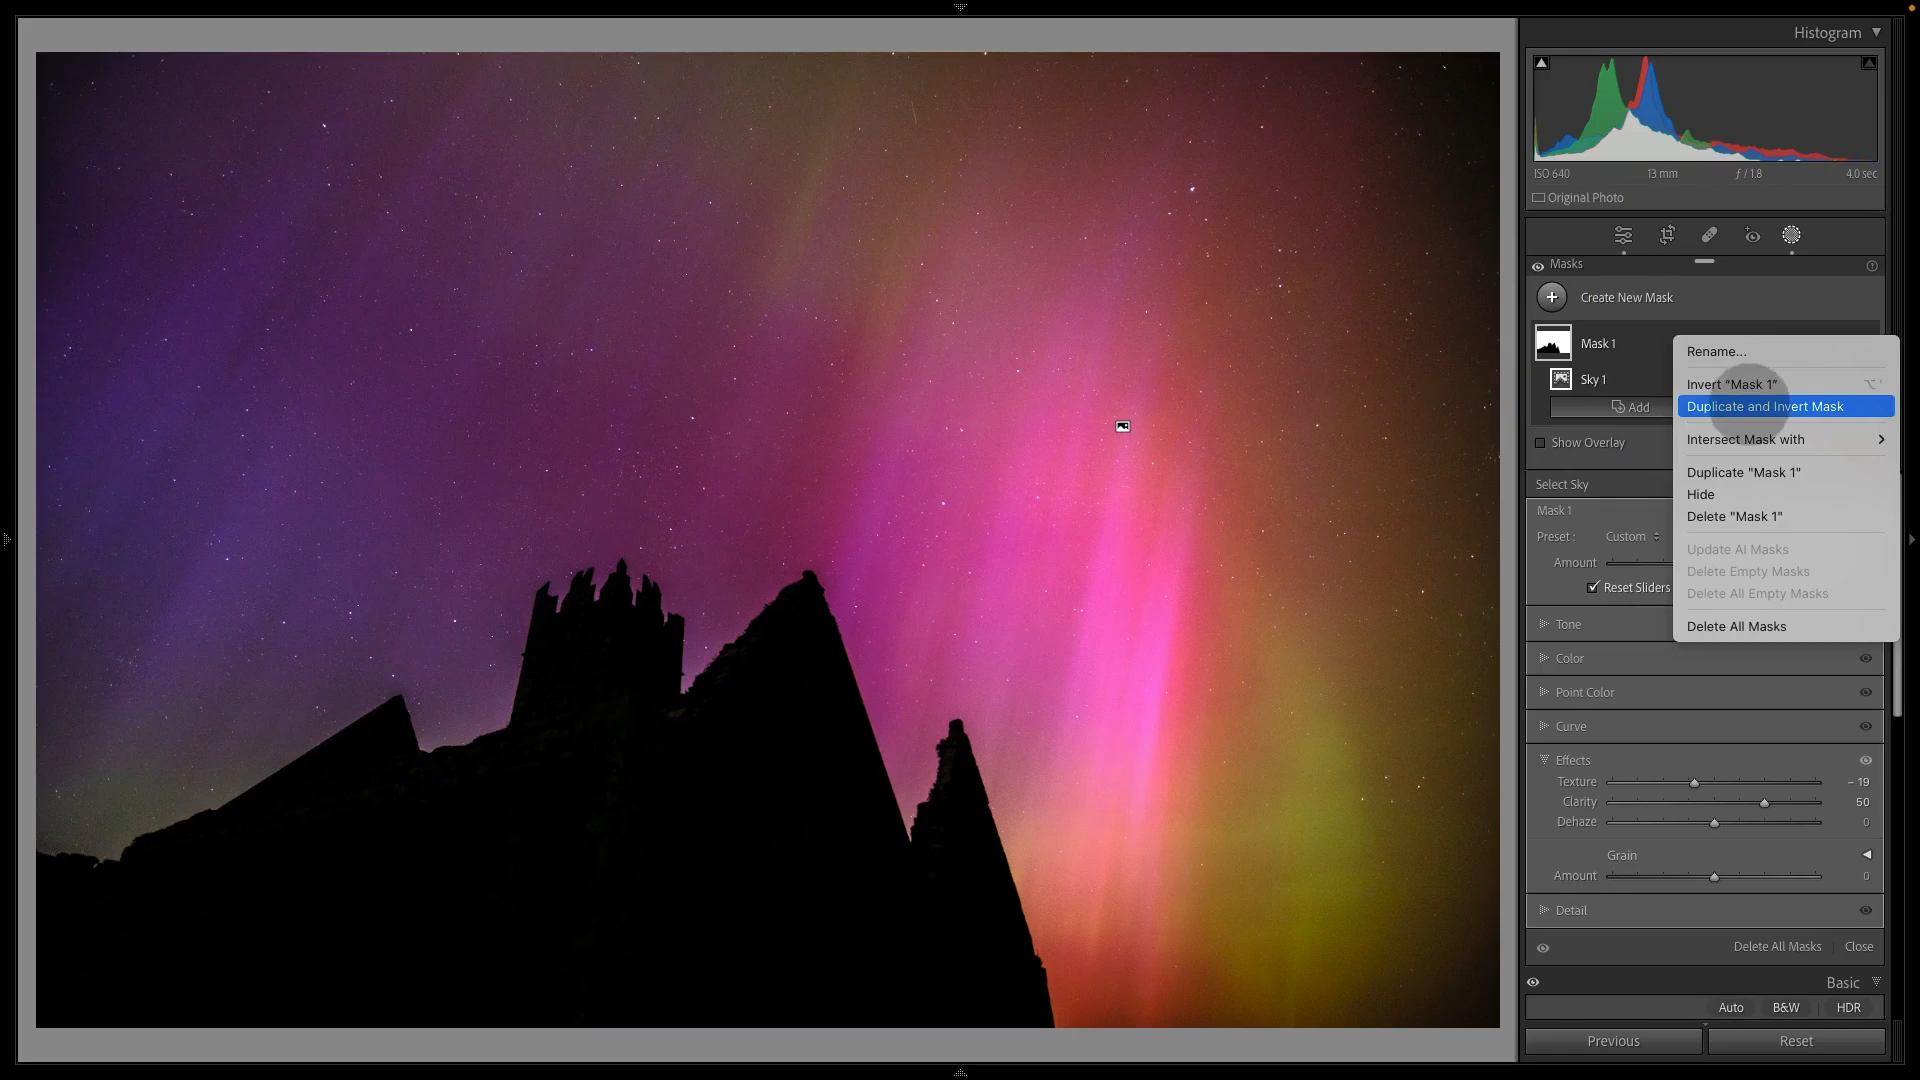 Histogram
ISO 640 13 mm ƒ / 1.8 4.0 sec
Original Photo
Masks
Create New Mask
Mask 1
Sky 1
Add
Show Overlay
Rename...
Invert “Mask 1” ⌥ '
Duplicate and Invert Mask
Intersect Mask with
Duplicate "Mask 1"
Hide
Delete "Mask 1"
Update AI Masks
Delete Empty Masks
Delete All Empty Masks
Delete All Masks
Select Sky
Mask 1
Preset : Custom
Amount
Reset Sliders
Tone
Color
Point Color
Curve
Effects
Texture – 19
Clarity 50
Dehaze 0
Grain
Amount 0
Detail
Delete All Masks Close
Basic
Auto B&W HDR
Previous Reset